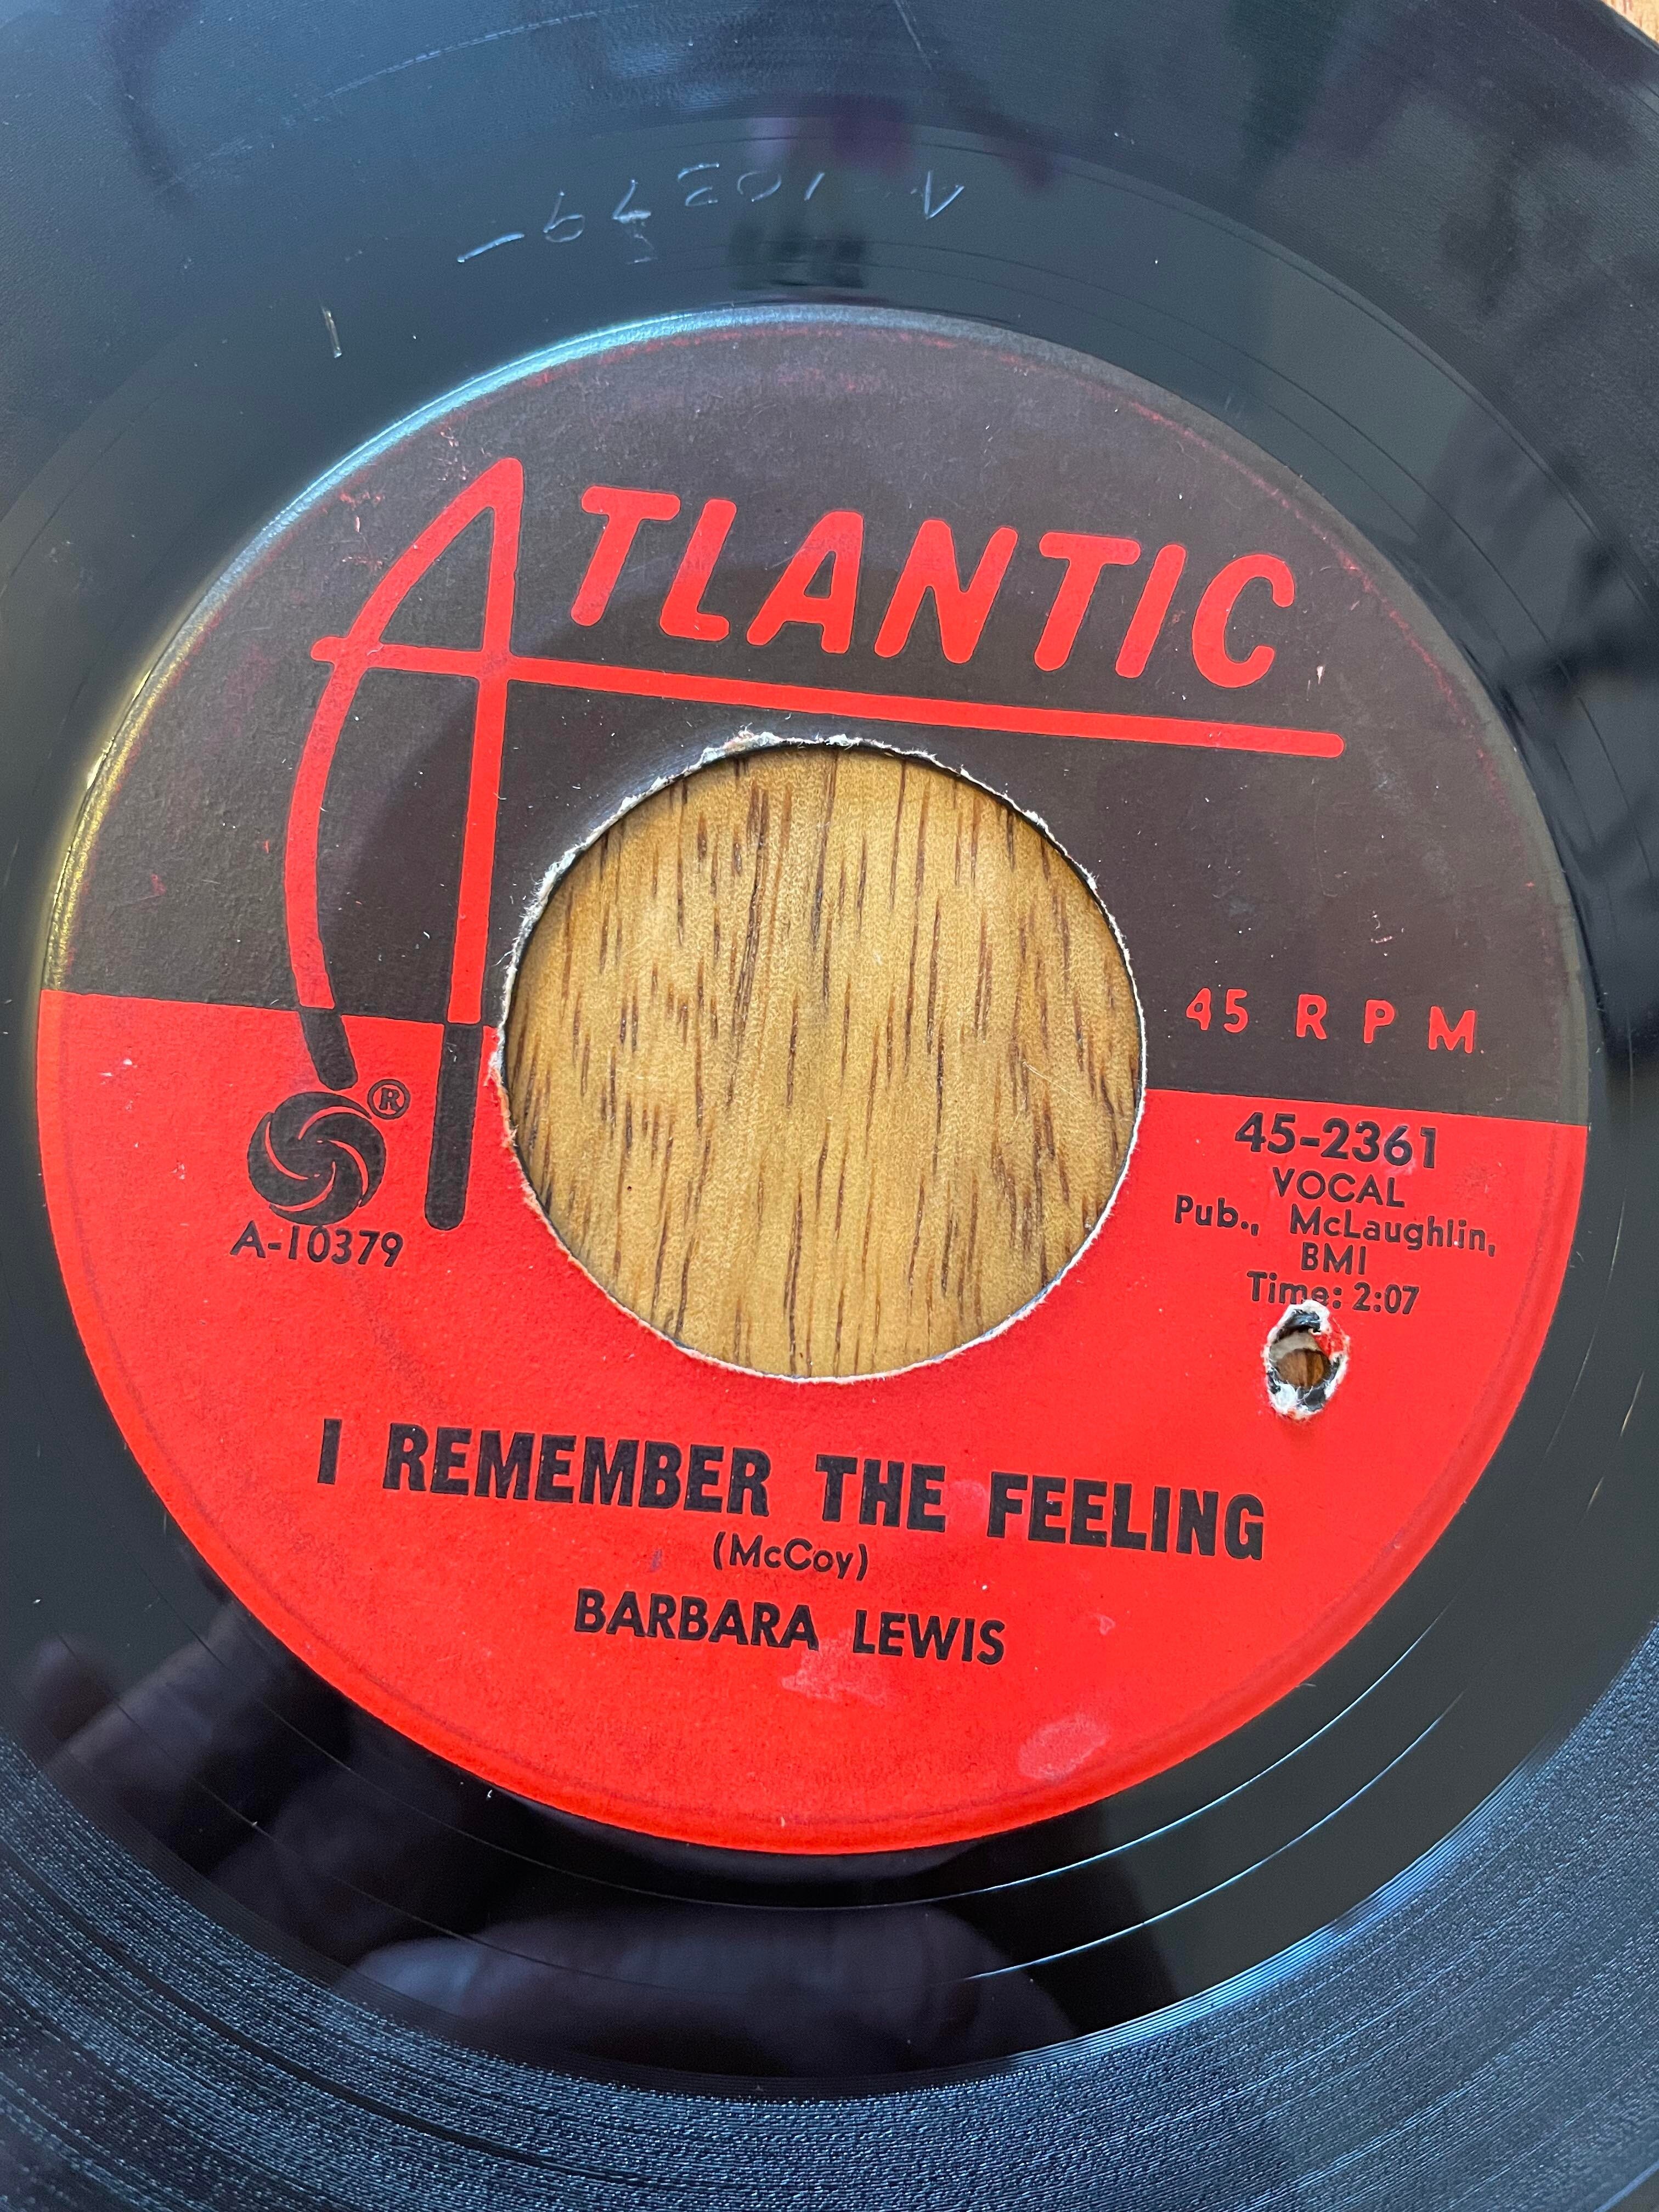 A-10379-
ATLANTIC
45 RPM
®
A-10379
45-2361
VOCAL
Pub., McLaughlin,
BMI
Time: 2:07
I REMEMBER THE FEELING
(McCoy)
BARBARA LEWIS